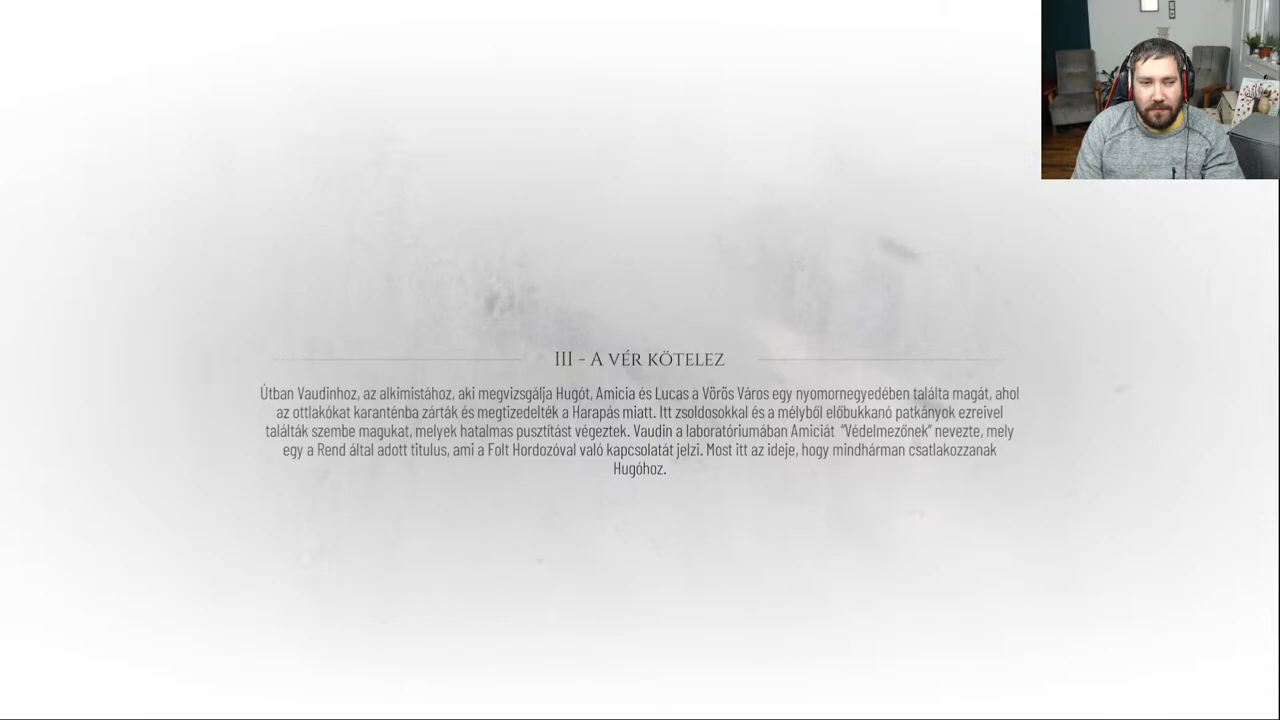 III - A VÉR KÖTELEZ
Útban Vaudinhoz, az alkimistához, aki megvizsgálja Hugót, Amicia és Lucas a Vörös Város egy nyomornegyedében találta magát, ahol
az ottlakókat karanténba zárták és megtizedelték a Harapás miatt. Itt zsoldosokkal és a mélyből előbukkanó patkányok ezreivel
találták szembe magukat, melyek hatalmas pusztítást végeztek. Vaudin a laboratóriumában Amiciát  "Védelmezőnek" nevezte, mely
egy a Rend által adott titulus, ami a Folt Hordozóval való kapcsolatát jelzi. Most itt az ideje, hogy mindhárman csatlakozzanak
Hugóhoz.